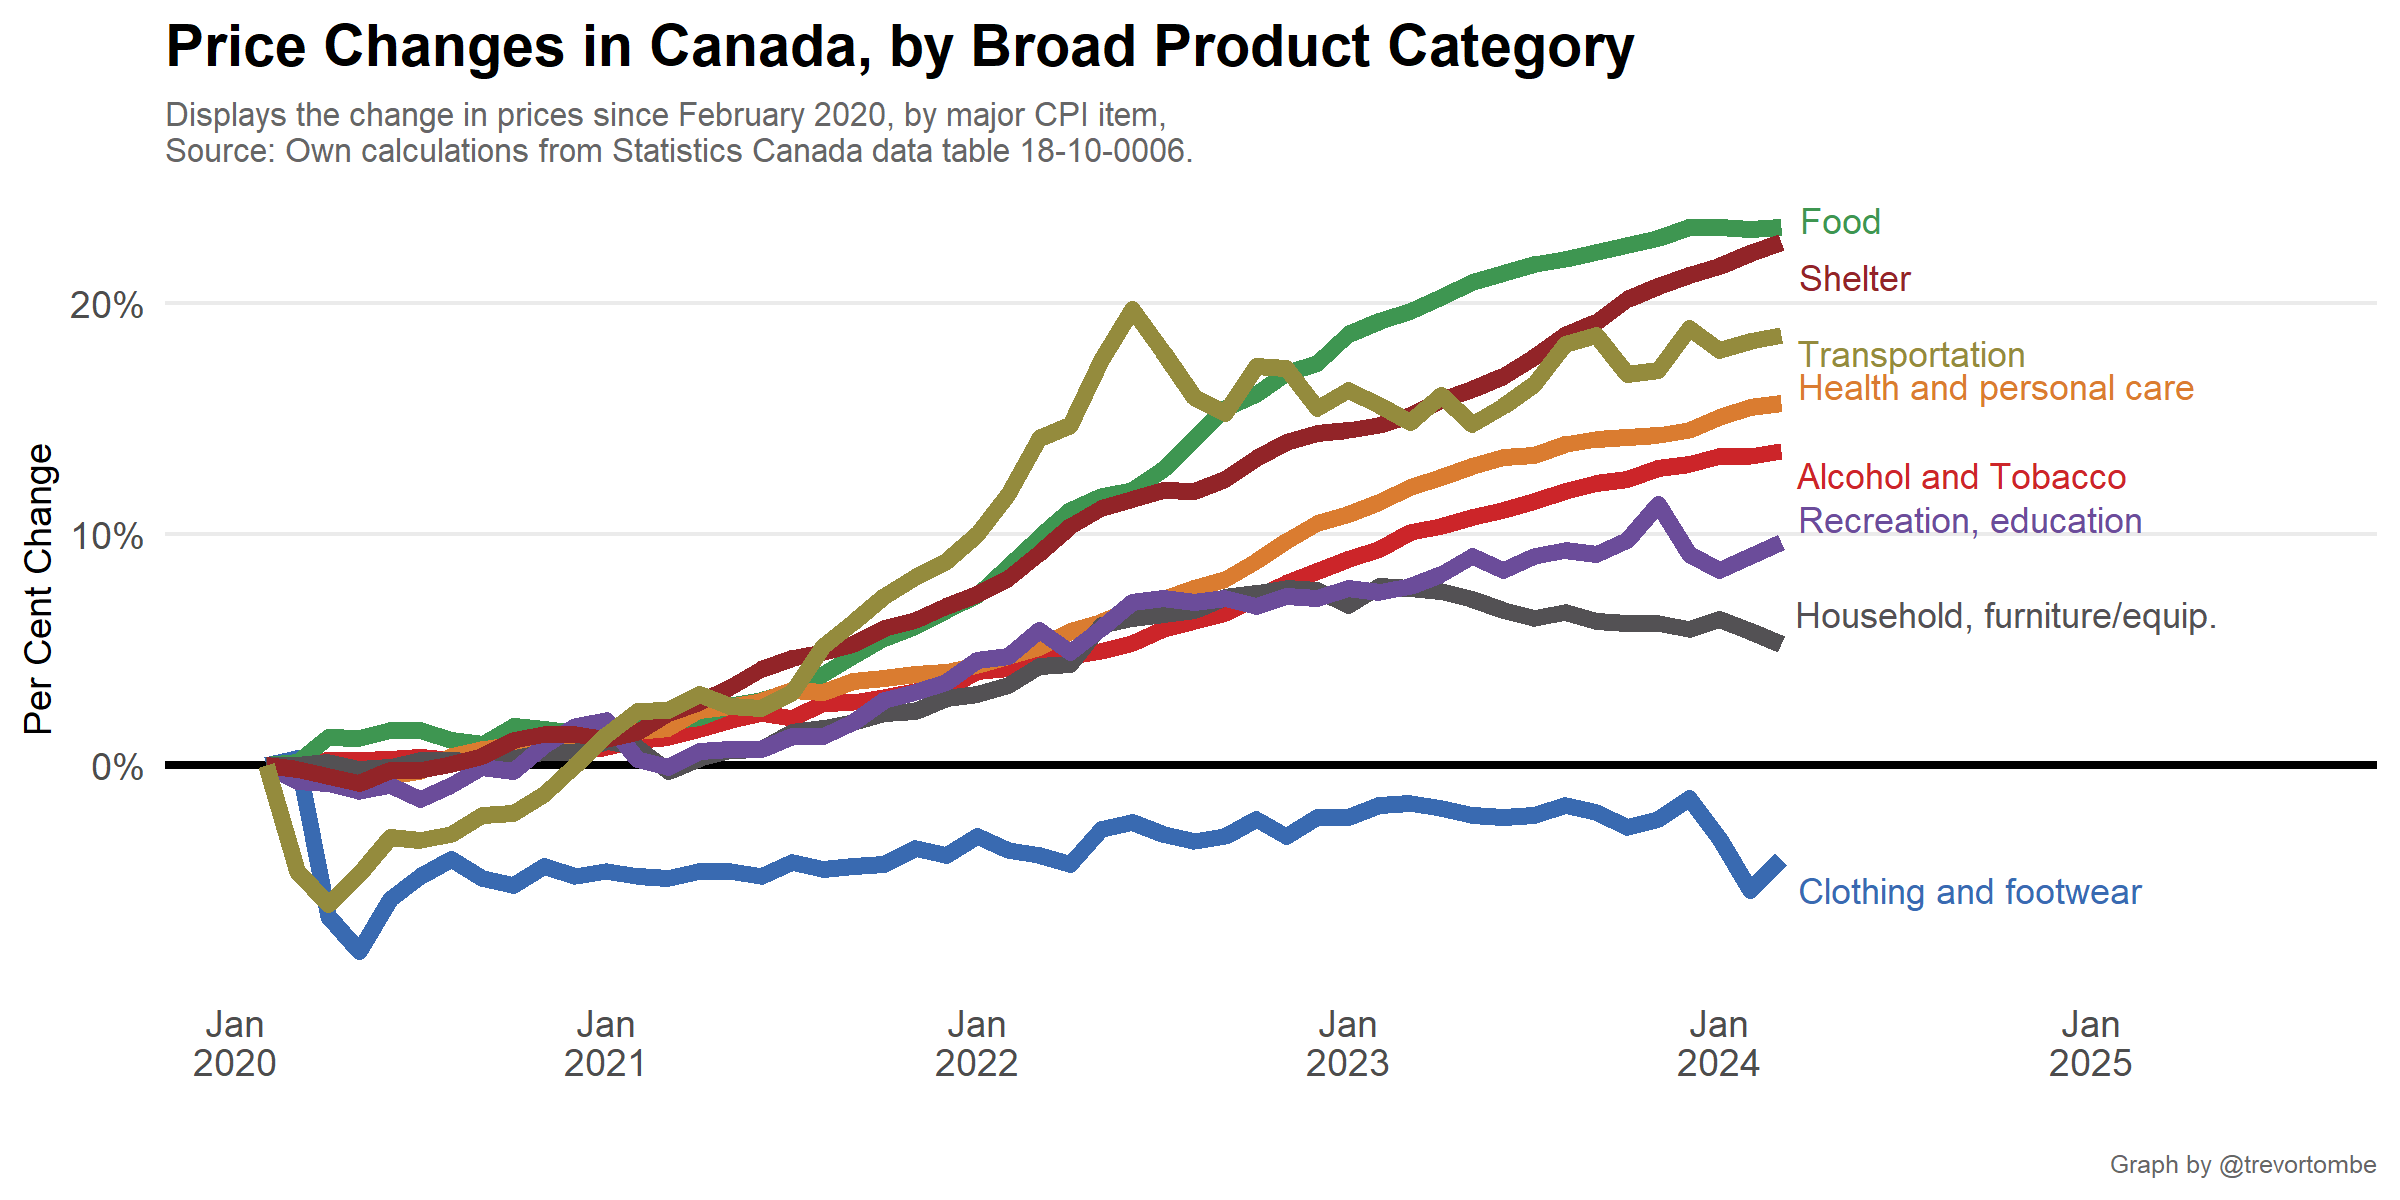 Price Changes in Canada, by Broad Product Category
Displays the change in prices since February 2020, by major CPI item,
Source: Own calculations from Statistics Canada data table 18-10-0006.
Per Cent Change
20%
10%
0%
Food
Shelter
Transportation
Health and personal care
Alcohol and Tobacco
Recreation, education
Household, furniture/equip.
Clothing and footwear
Jan
2020
Jan
2021
Jan
2022
Jan
2023
Jan
2024
Jan
2025
Graph by @trevortombe